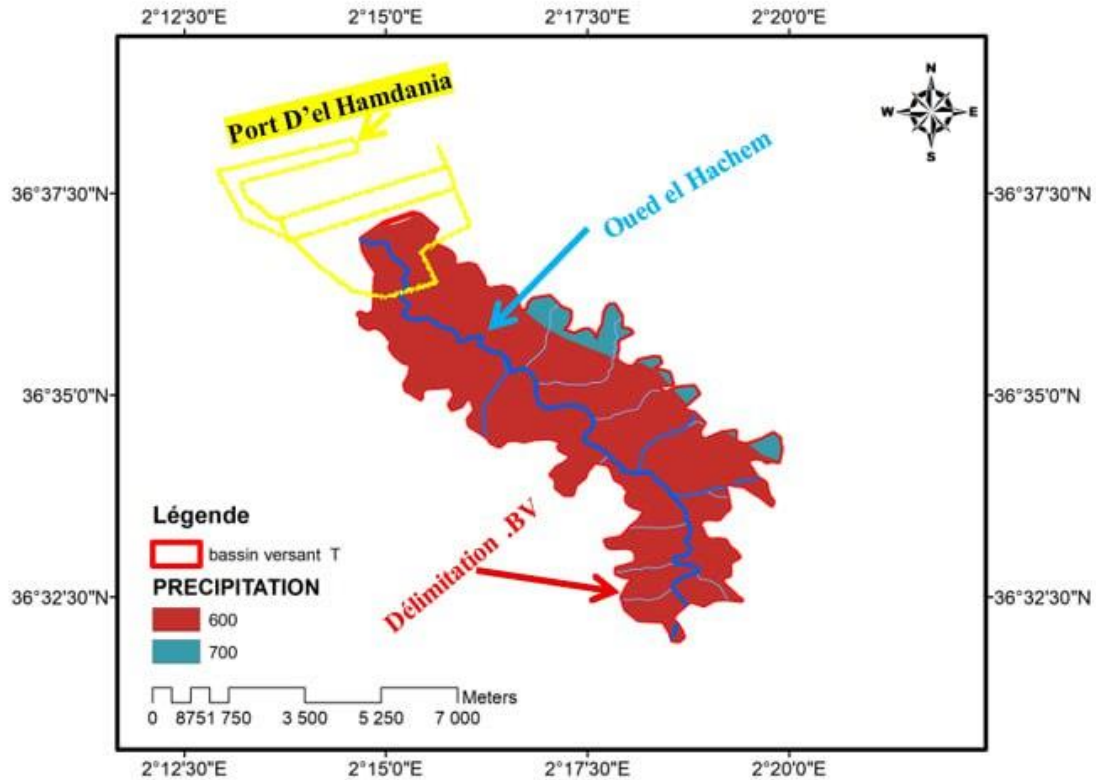 2°12'30"E 2°15'0"E 2°17'30"E 2°20'0"E
Port D'el Hamdania
N
W E
S
36°37'30"N 36°37'30"N
Oued el Hachem
36°35'0"N 36°35'0"N
Légende
bassin versant T
Délimitation .BV
PRECIPITATION
36°32'30"N 36°32'30"N
600
700
Meters
0 8751 750 3 500 5 250 7 000
2°12'30"E 2°15'0"E 2°17'30"E 2°20'0"E